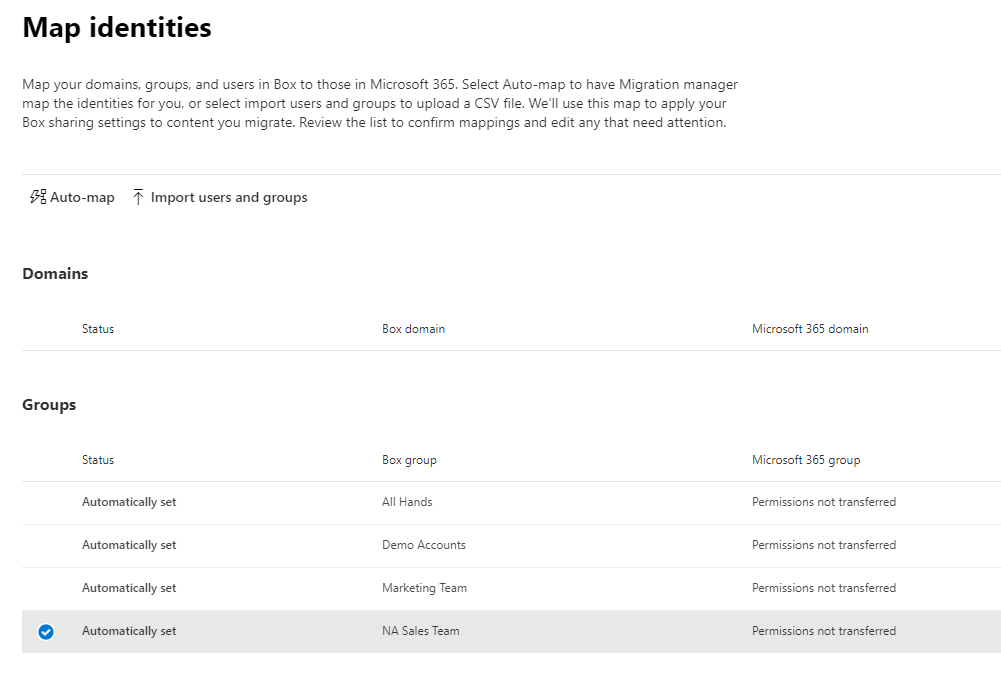 Map identities
Map your domains, groups, and users in Box to those in Microsoft 365. Select Auto-map to have Migration manager
map the identities for you, or select import users and groups to upload a CSV file. We'll use this map to apply your
Box sharing settings to content you migrate. Review the list to confirm mappings and edit any that need attention.
Auto-map Import users and groups
Domains
Status Box domain Microsoft 365 domain
Groups
Status Box group Microsoft 365 group
Automatically set All Hands Permissions not transferred
Automatically set Demo Accounts Permissions not transferred
Automatically set Marketing Team Permissions not transferred
Automatically set NA Sales Team Permissions not transferred